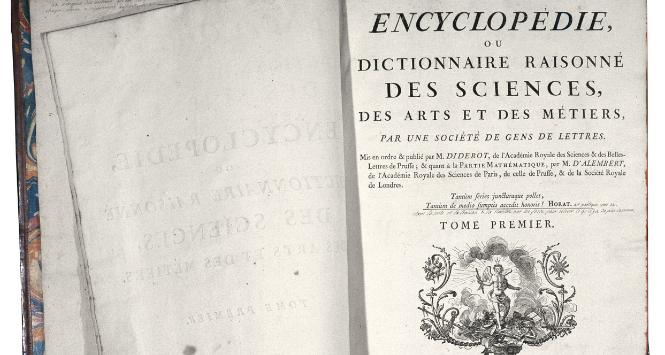 ENCYCLOPÉDIE,
OU
DICTIONNAIRE RAISONNÉ
DES SCIENCES,
DES ARTS ET DES MÉTIERS,
PAR UNE SOCIÉTÉ DE GENS DE LETTRES.
Mis en ordre & publié par M. DIDEROT, de l'Académie Royale des Sciences & des Belles-
Lettres de Prusse; & quant à la PARTIE MATHÉMATIQUE, par M. D'ALEMBERT,
de l'Académie Royale des Sciences de Paris, de celle de Prusse, & de la Société Royale
de Londres.
Tantùm series juncturaque pollet,
Tantùm de medio sumptis accedit honoris! HORAT.
TOME PREMIER.